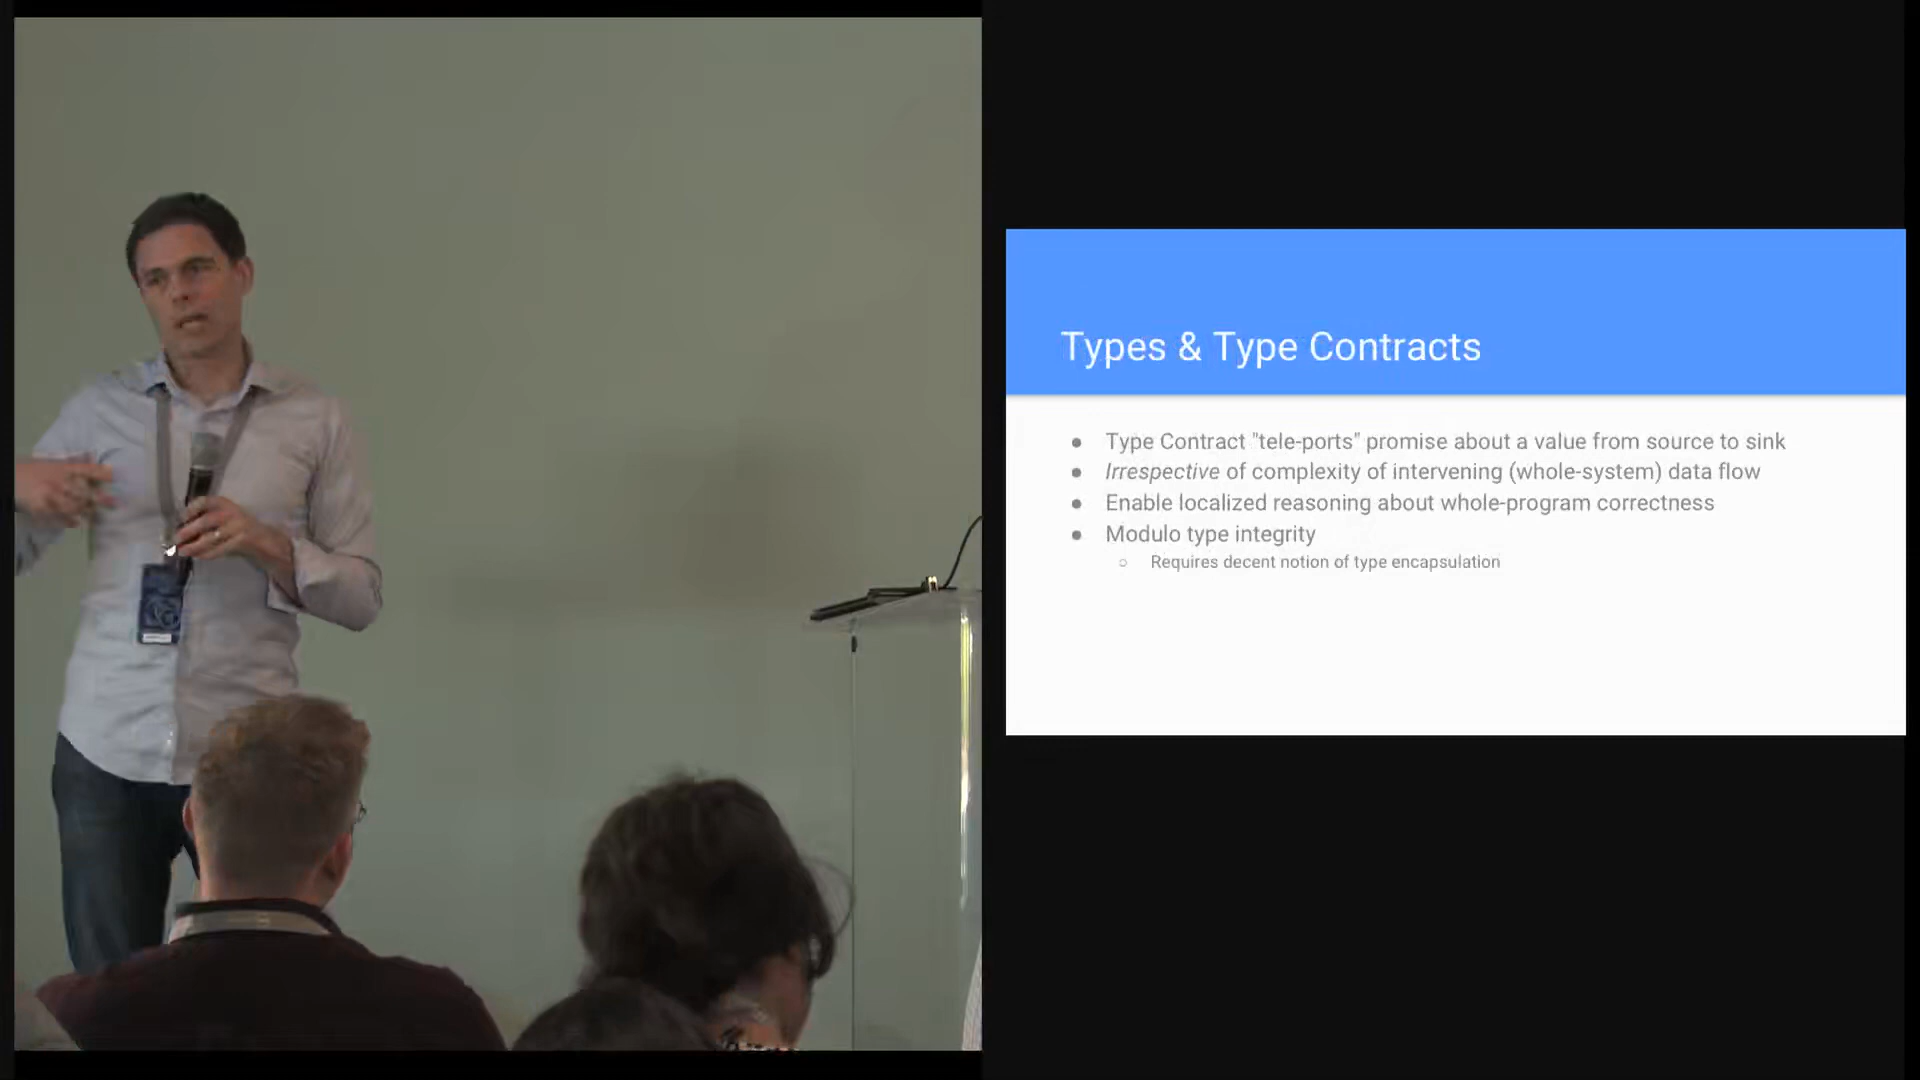 Types & Type Contracts
● Type Contract "tele-ports" promise about a value from source to sink
● Irrespective of complexity of intervening (whole-system) data flow
● Enable localized reasoning about whole-program correctness
● Modulo type integrity
○ Requires decent notion of type encapsulation